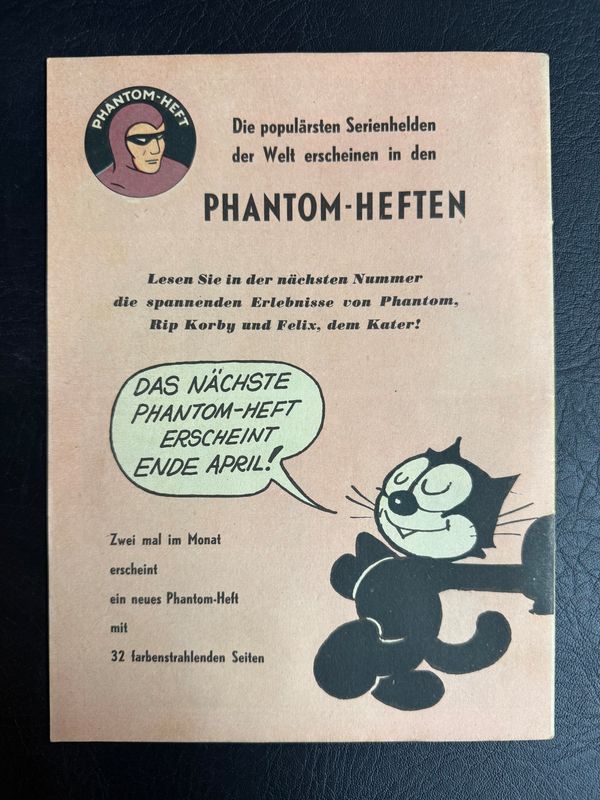 PHANTOM-HEFT
Die populärsten Serienhelden
der Welt erscheinen in den
PHANTOM-HEFTEN
Lesen Sie in der nächsten Nummer
die spannenden Erlebnisse von Phantom,
Rip Korby und Felix, dem Kater!
DAS NÄCHSTE
PHANTOM-HEFT
ERSCHEINT
ENDE APRIL!
Zwei mal im Monat
erscheint
ein neues Phantom-Heft
mit
32 farbenstrahlenden Seiten